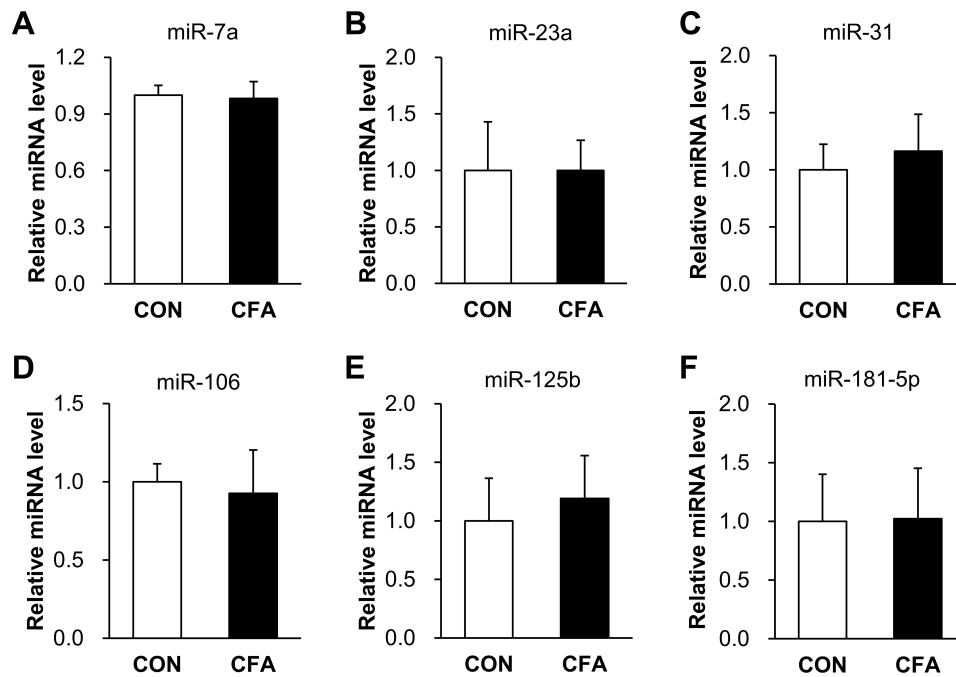 A
miR-7a
Relative miRNA level
1.2
0.9
0.6
0.3
0.0
CON
CFA
B
miR-23a
Relative miRNA level
2.0
1.5
1.0
0.5
0.0
CON
CFA
C
miR-31
Relative miRNA level
2.0
1.5
1.0
0.5
0.0
CON
CFA
D
miR-106
Relative miRNA level
1.5
1.0
0.5
0.0
CON
CFA
E
miR-125b
Relative miRNA level
2.0
1.5
1.0
0.5
0.0
CON
CFA
F
miR-181-5p
Relative miRNA level
2.0
1.5
1.0
0.5
0.0
CON
CFA